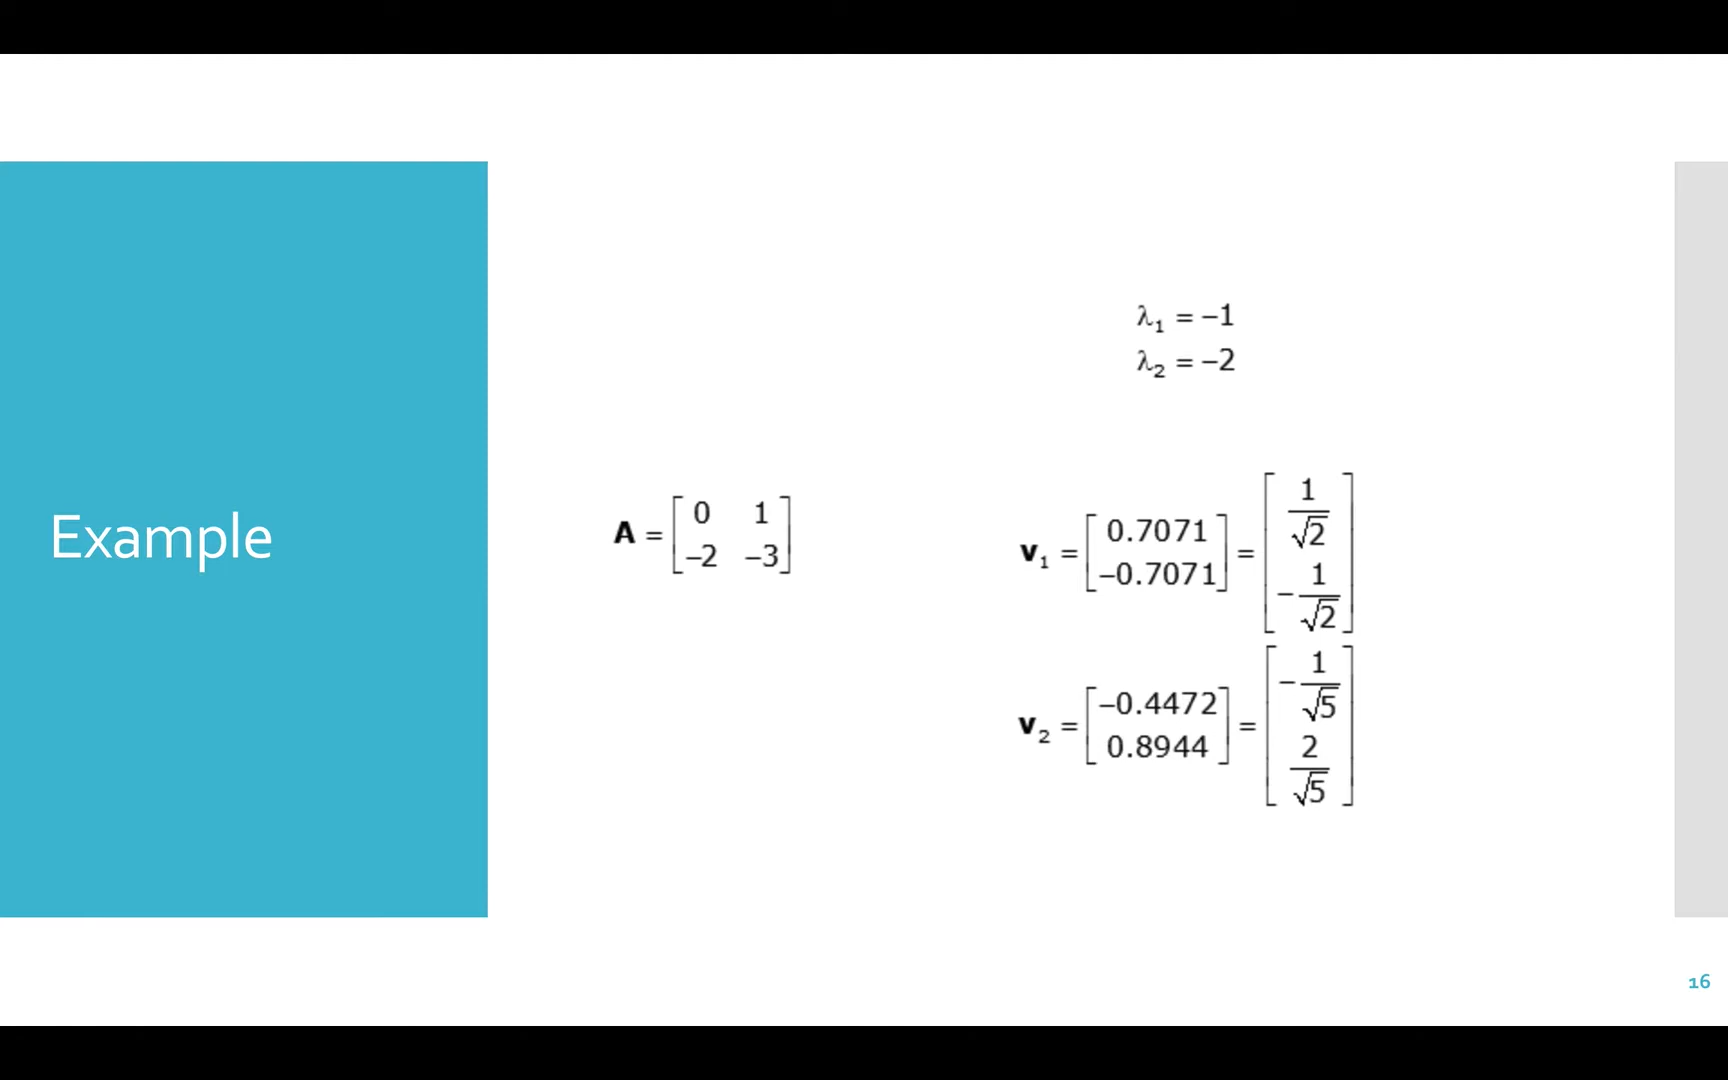 Example
λ₁ = −1
λ₂ = −2
A = [0 1; −2 −3]
v₁ = [0.7071; −0.7071] = [1/√2; −1/√2]
v₂ = [−0.4472; 0.8944] = [−1/√5; 2/√5]
16